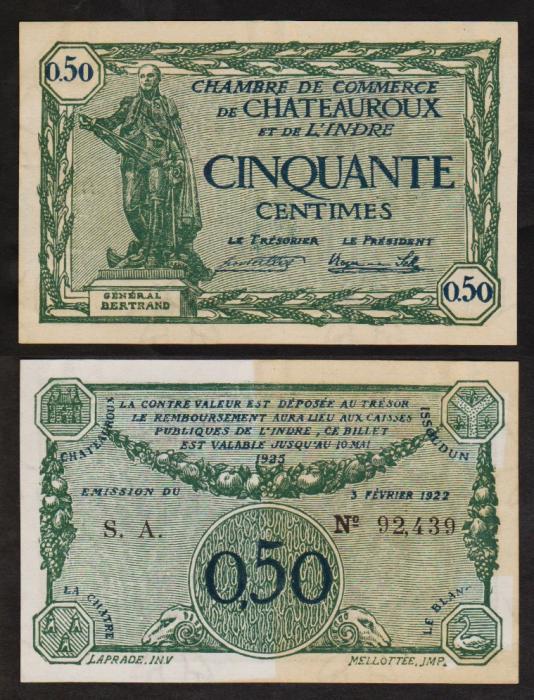 0.50
CHAMBRE DE COMMERCE
DE CHATEAUROUX
ET DE L'INDRE
CINQUANTE
CENTIMES
LE TRÉSORIER LE PRÉSIDENT
GÉNÉRAL
BERTRAND
0.50
CHATEAUROUX
ISSOUDUN
LA CONTRE VALEUR EST DÉPOSÉE AU TRÉSOR
LE REMBOURSEMENT AURA LIEU AUX CAISSES
PUBLIQUES DE L'INDRE, CE BILLET
EST VALABLE JUSQU'AU 10 MAI
1925
EMISSION DU 3 FÉVRIER 1922
S. A. Nº 92,439
0,50
LA CHATRE
LE BLANC
LAPRADE, INV MELLOTTÉE, IMP.